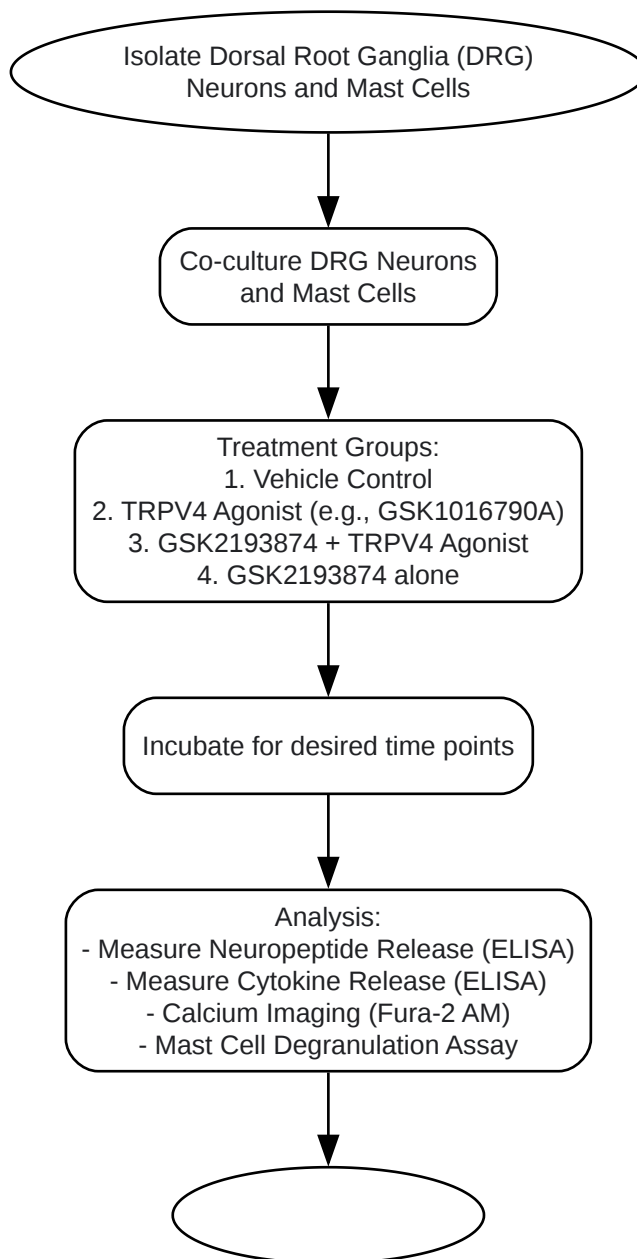 Isolate Dorsal Root Ganglia (DRG)
Neurons and Mast Cells
Co-culture DRG Neurons
and Mast Cells
Treatment Groups:
1. Vehicle Control
2. TRPV4 Agonist (e.g., GSK1016790A)
3. GSK2193874 + TRPV4 Agonist
4. GSK2193874 alone
Incubate for desired time points
Analysis:
- Measure Neuropeptide Release (ELISA)
- Measure Cytokine Release (ELISA)
- Calcium Imaging (Fura-2 AM)
- Mast Cell Degranulation Assay